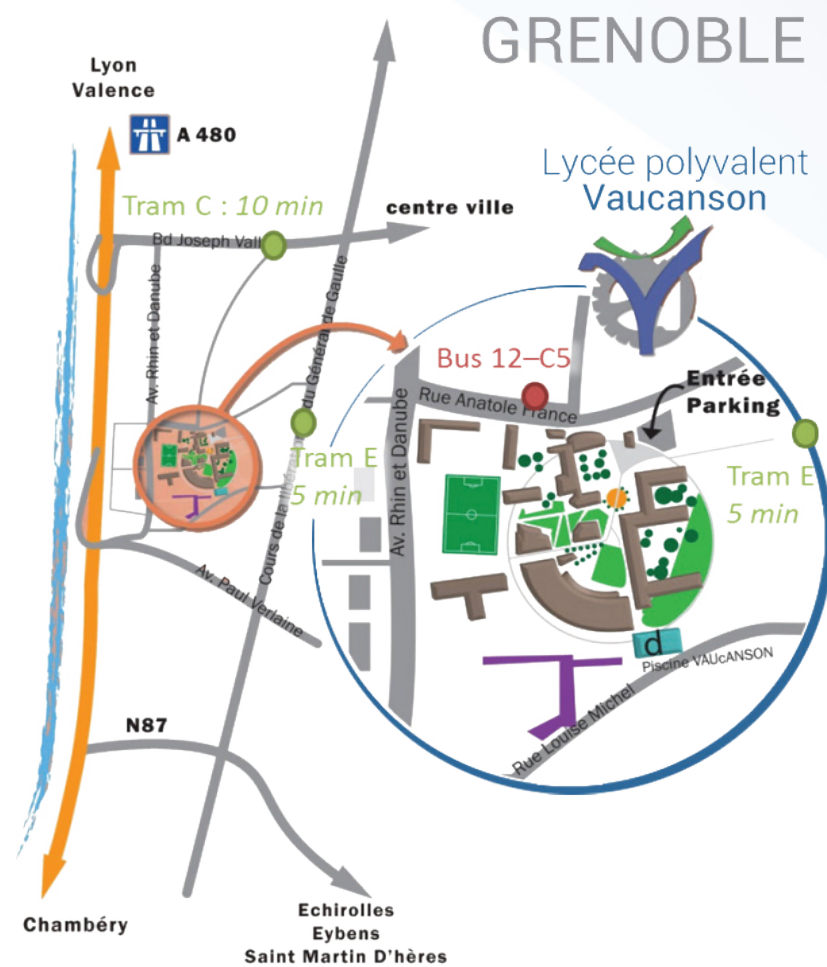 GRENOBLE
Lyon
Valence
A 480
Lycée polyvalent
Vaucanson
Tram C : 10 min
centre ville
Bd Joseph Vall
Av. Rhin et Danube
du Général de Gaulle
Bus 12–C5
Rue Anatole France
Entrée
Parking
Av. Rhin et Danube
Tram E
5 min
Tram E
5 min
Cours de la libé
Av. Paul Verlaine
d
Piscine VAUcANSON
Rue Louise Michel
N87
Chambéry
Echirolles
Eybens
Saint Martin D'hères